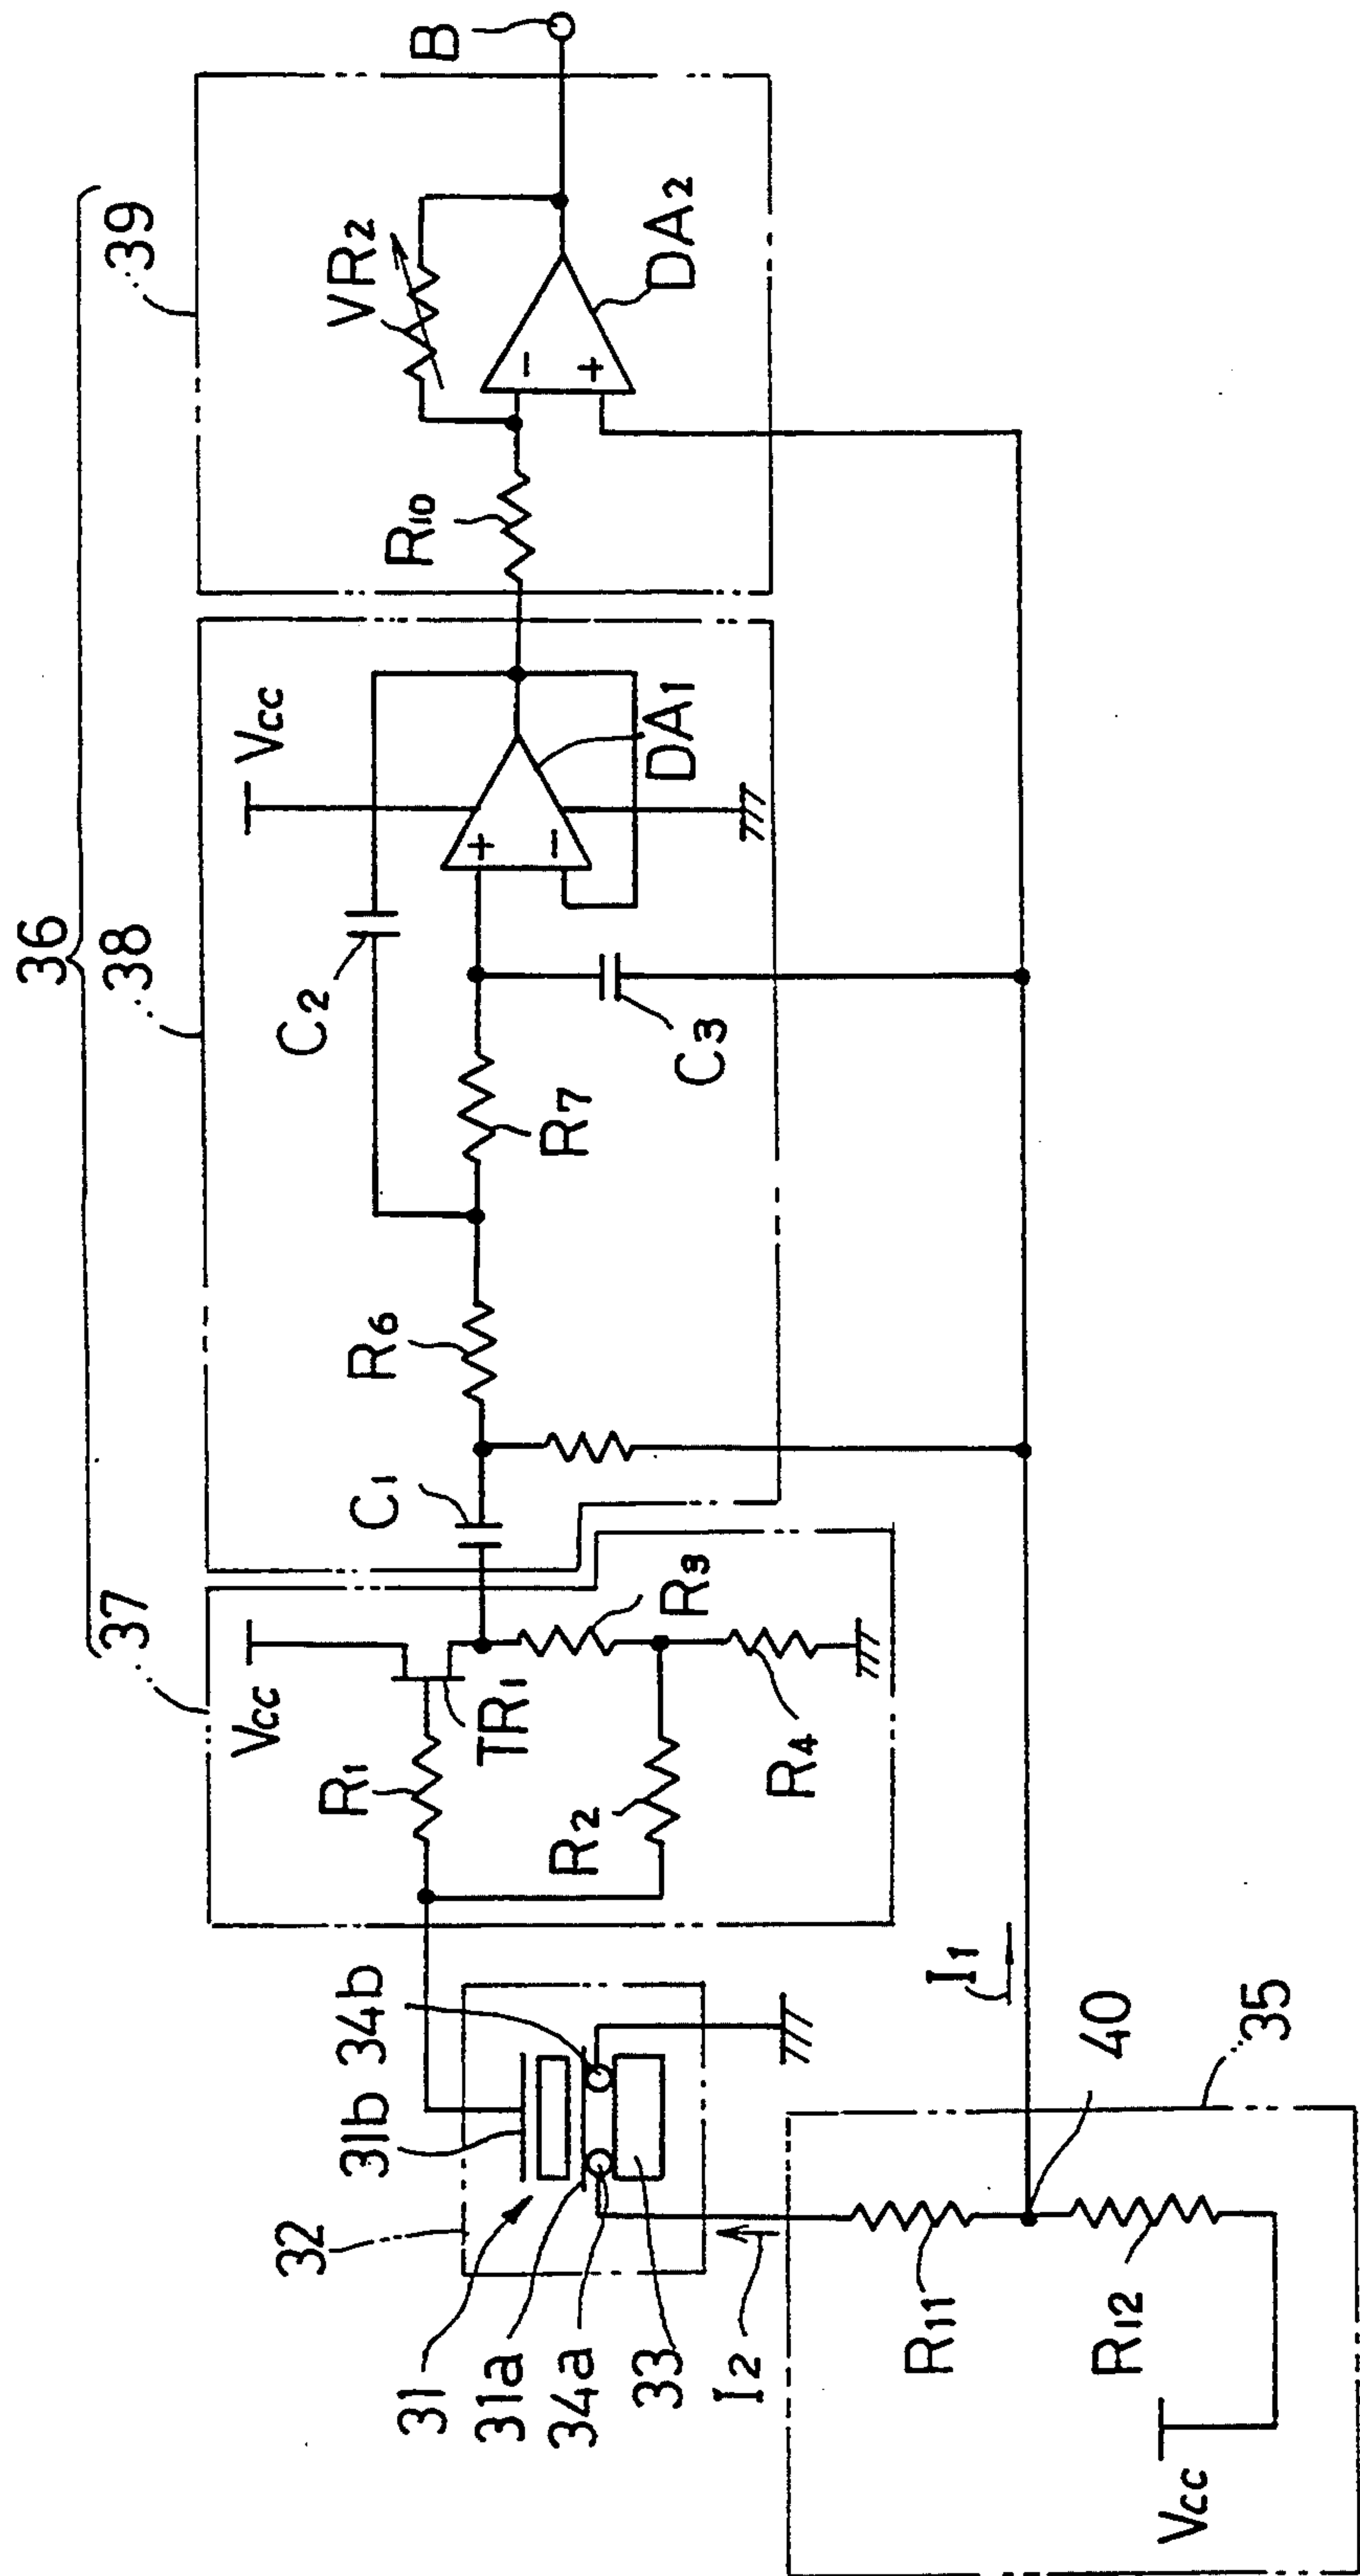 36
37
38
39
Vcc
R1
TR1
R2
R3
R4
C1
R6
R7
C2
C3
Vcc
+
−
DA1
R10
VR2
−
+
DA2
B
32
31
31b
34b
31a
34a
33
I2
I1
40
35
R11
R12
Vcc